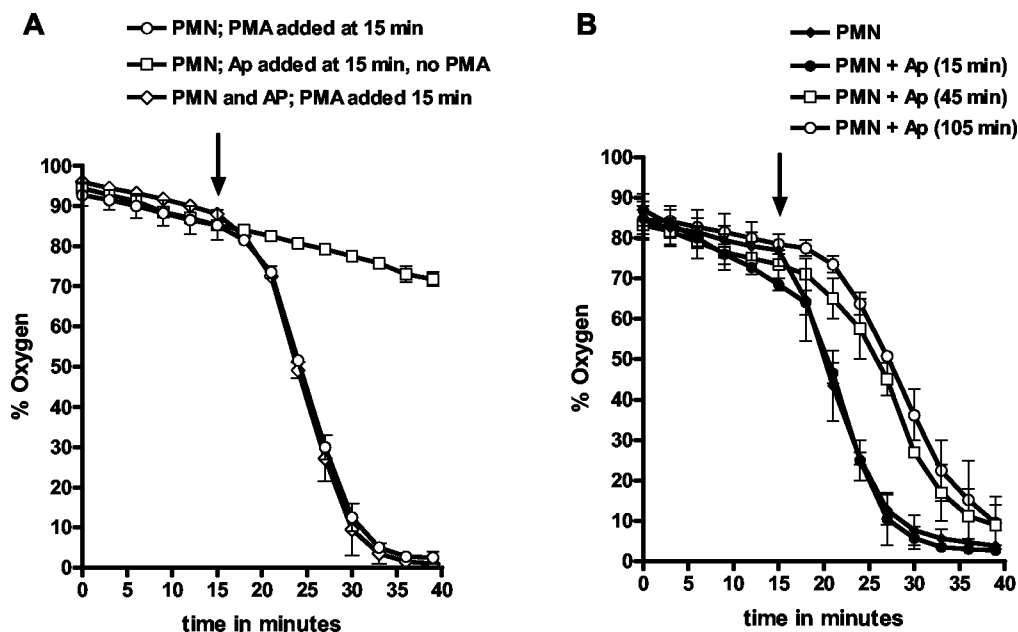 A
PMN; PMA added at 15 min
PMN; Ap added at 15 min, no PMA
PMN and AP; PMA added 15 min
100
90
80
70
60
50
40
30
20
10
0
% Oxygen
0 5 10 15 20 25 30 35 40
time in minutes
B
PMN
PMN + Ap (15 min)
PMN + Ap (45 min)
PMN + Ap (105 min)
100
90
80
70
60
50
40
30
20
10
0
% Oxygen
0 5 10 15 20 25 30 35 40
time in minutes